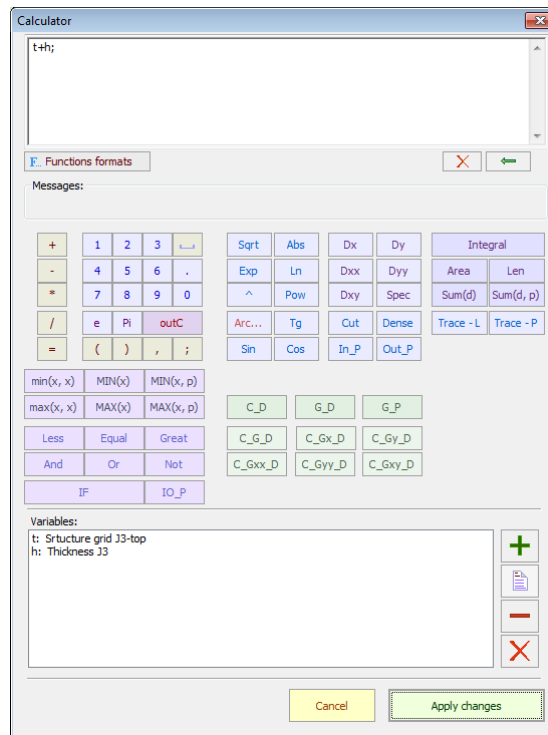 Calculator
t+h;
F... Functions formats
Messages:
+ 1 2 3 Sqrt Abs Dx Dy Integral
- 4 5 6 . Exp Ln Dxx Dyy Area Len
* 7 8 9 0 ^ Pow Dxy Spec Sum(d) Sum(d, p)
/ e Pi outC Arc... Tg Cut Dense Trace - L Trace - P
= ( ) , ; Sin Cos In_P Out_P
min(x, x) MIN(x) MIN(x, p)
max(x, x) MAX(x) MAX(x, p) C_D G_D G_P
Less Equal Great C_G_D C_Gx_D C_Gy_D
And Or Not C_Gxx_D C_Gyy_D C_Gxy_D
IF IO_P
Variables:
t: Srtucture grid J3-top
h: Thickness J3
Cancel Apply changes